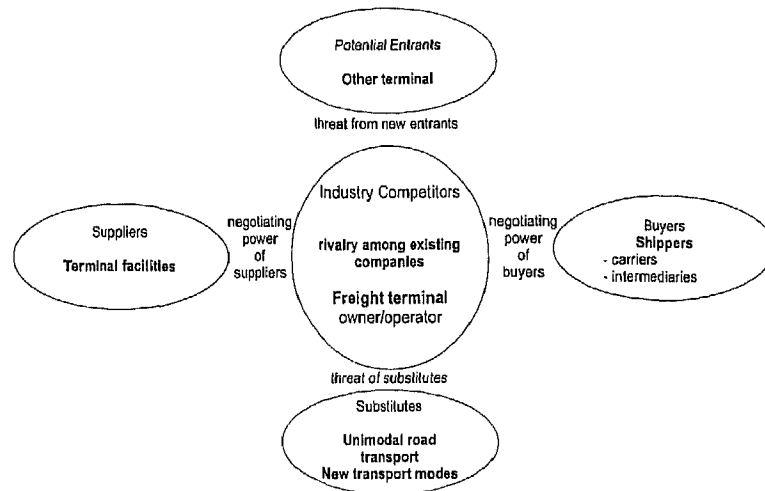 Potential Entrants
Other terminal
threat from new entrants
Industry Competitors
rivalry among existing
companies
Freight terminal
owner/operator
Suppliers
Terminal facilities
negotiating
power
of
suppliers
negotiating
power
of
buyers
Buyers
Shippers
- carriers
- intermediaries
threat of substitutes
Substitutes
Unimodal road
transport
New transport modes